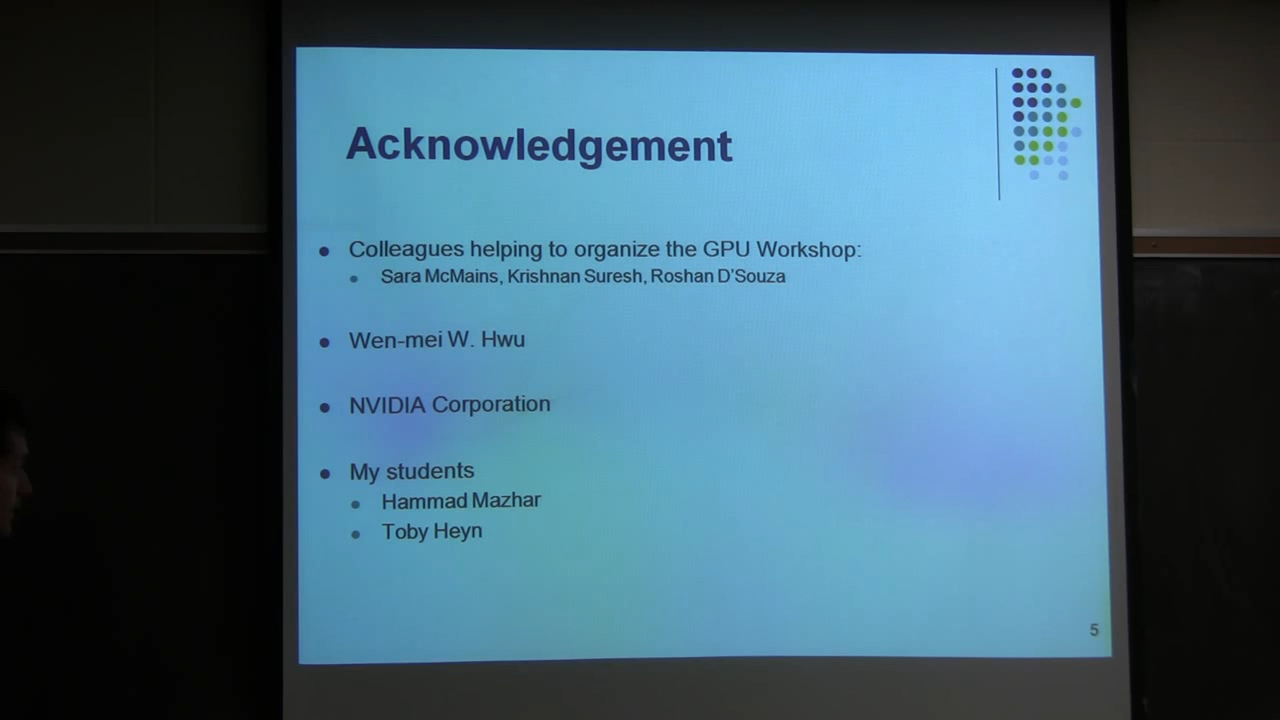 Acknowledgement
Colleagues helping to organize the GPU Workshop:
Sara McMains, Krishnan Suresh, Roshan D'Souza
Wen-mei W. Hwu
NVIDIA Corporation
My students
Hammad Mazhar
Toby Heyn
5